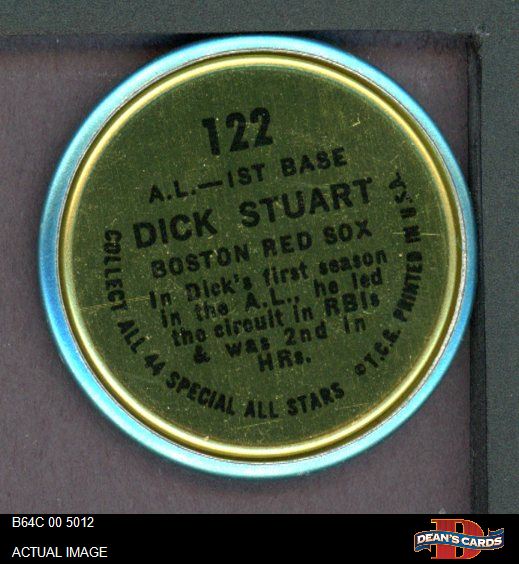 122
A.L.—1ST BASE
DICK STUART
BOSTON RED SOX
In Dick's first season
in the A.L., he led
the circuit in RBIs
& was 2nd in
HRs.
COLLECT ALL 44 SPECIAL ALL STARS ©T.C.G. PRINTED IN U.S.A.
B64C 00 5012
ACTUAL IMAGE
D
DEAN'S CARDS